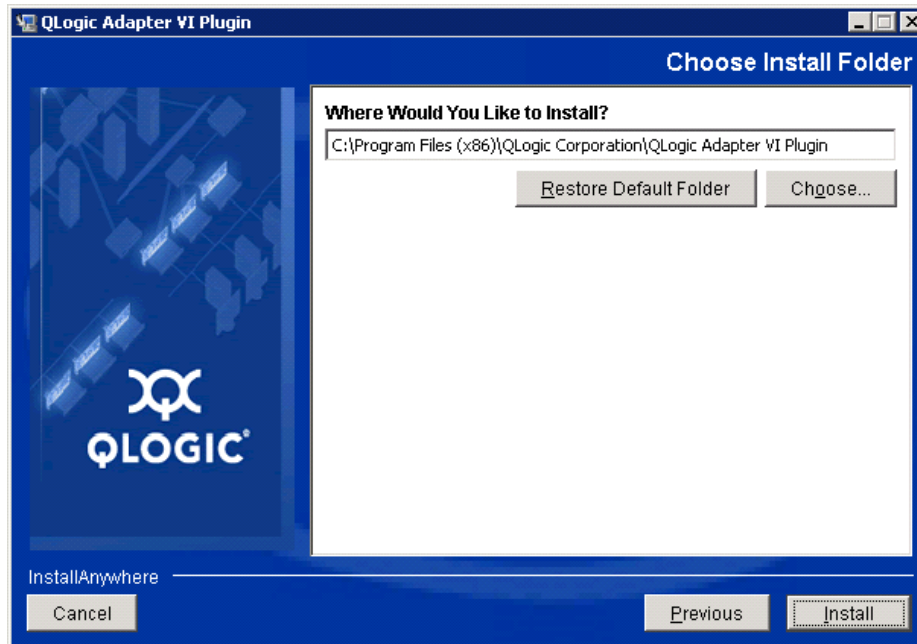 QLogic Adapter VI Plugin
Choose Install Folder
Where Would You Like to Install?
C:\Program Files (x86)\QLogic Corporation\QLogic Adapter VI Plugin
Restore Default Folder
Choose...
QLOGIC®
InstallAnywhere
Cancel
Previous
Install